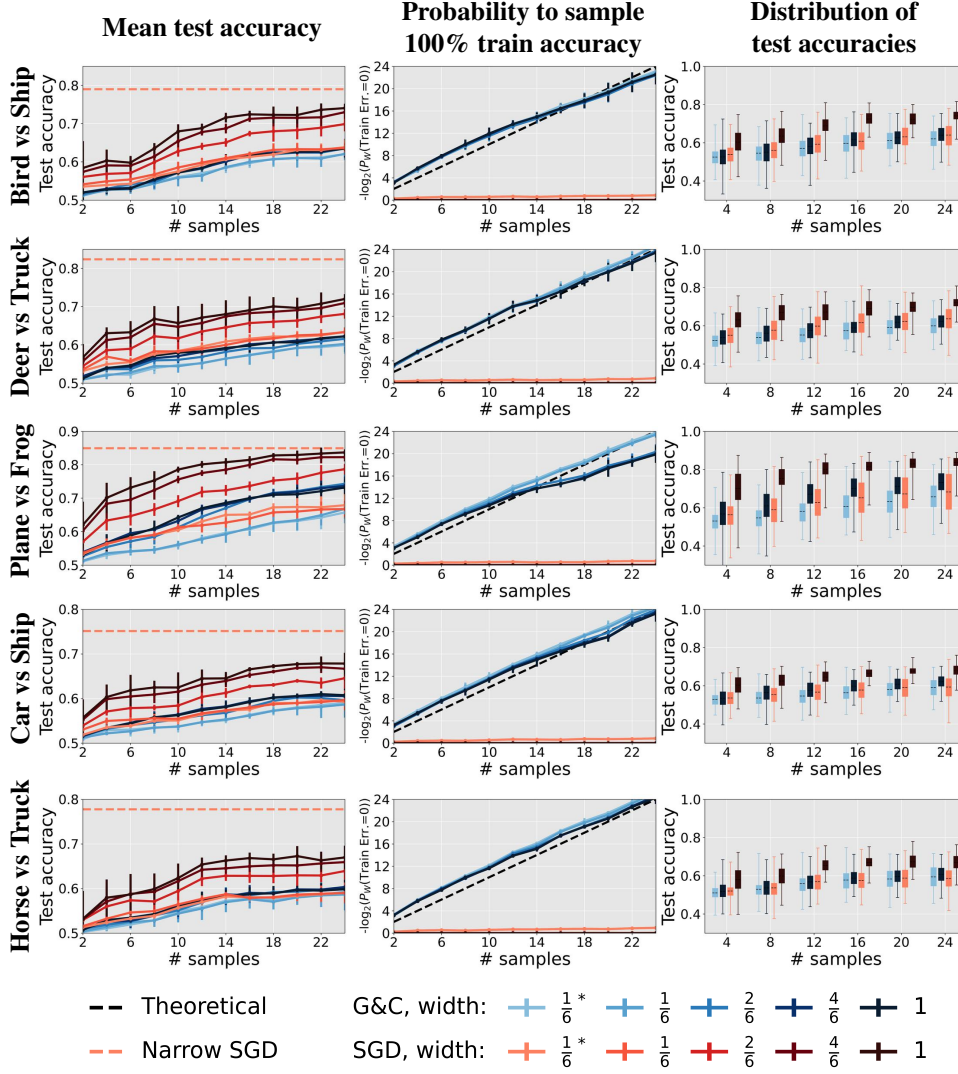 Mean test accuracy
Probability to sample
100% train accuracy
Distribution of
test accuracies
Bird vs Ship
Test accuracy
0.8
0.7
0.6
0.5
2 6 10 14 18 22
# samples
-log₂(P_W(Train Err.=0))
24
20
16
12
8
4
0
2 6 10 14 18 22
# samples
Test accuracy
1.0
0.8
0.6
0.4
4 8 12 16 20 24
# samples
Deer vs Truck
Test accuracy
0.8
0.7
0.6
0.5
2 6 10 14 18 22
# samples
-log₂(P_W(Train Err.=0))
24
20
16
12
8
4
0
2 6 10 14 18 22
# samples
Test accuracy
1.0
0.8
0.6
0.4
4 8 12 16 20 24
# samples
Plane vs Frog
Test accuracy
0.9
0.8
0.7
0.6
0.5
2 6 10 14 18 22
# samples
-log₂(P_W(Train Err.=0))
24
20
16
12
8
4
0
2 6 10 14 18 22
# samples
Test accuracy
1.0
0.8
0.6
0.4
4 8 12 16 20 24
# samples
Car vs Ship
Test accuracy
0.8
0.7
0.6
0.5
2 6 10 14 18 22
# samples
-log₂(P_W(Train Err.=0))
24
20
16
12
8
4
0
2 6 10 14 18 22
# samples
Test accuracy
1.0
0.8
0.6
0.4
4 8 12 16 20 24
# samples
Horse vs Truck
Test accuracy
0.8
0.7
0.6
0.5
2 6 10 14 18 22
# samples
-log₂(P_W(Train Err.=0))
24
20
16
12
8
4
0
2 6 10 14 18 22
# samples
Test accuracy
1.0
0.8
0.6
0.4
4 8 12 16 20 24
# samples
Theoretical G&C, width: 1/6* 1/6 2/6 4/6 1
Narrow SGD SGD, width: 1/6* 1/6 2/6 4/6 1